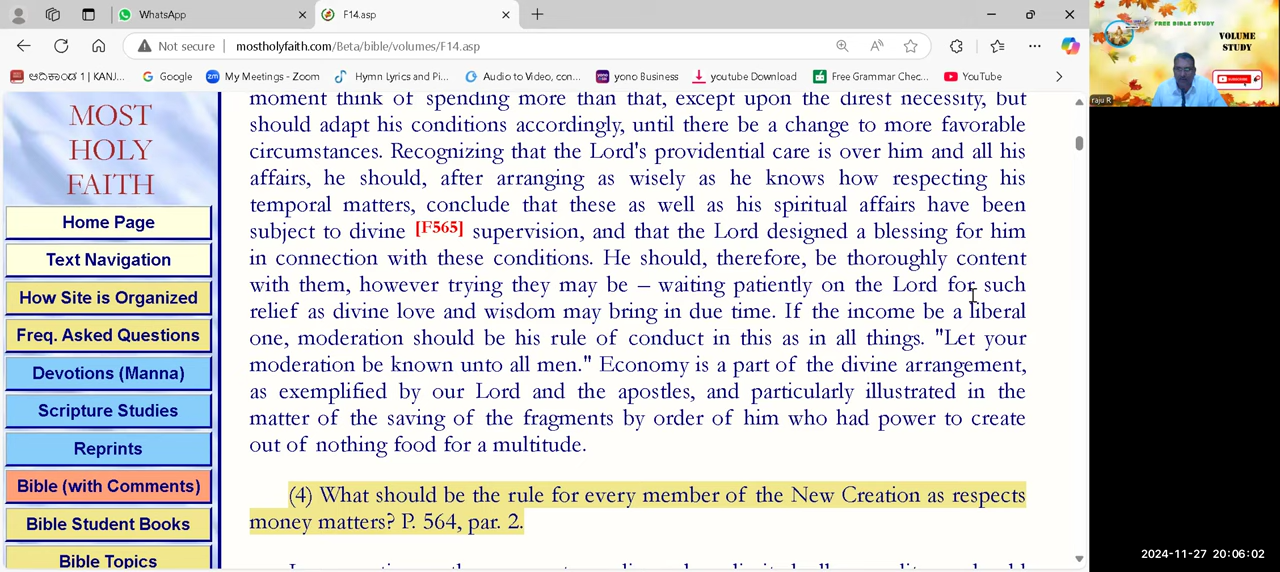 WhatsApp
F14.asp
Not secure
mostholyfaith.com/Beta/bible/volumes/F14.asp
ಆದಿಕಾಂಡ 1 | KANJ...
Google
My Meetings - Zoom
Hymn Lyrics and Pi...
Audio to Video, con...
yono Business
youtube Download
Free Grammar Chec...
YouTube
MOST
HOLY
FAITH
Home Page
Text Navigation
How Site is Organized
Freq. Asked Questions
Devotions (Manna)
Scripture Studies
Reprints
Bible (with Comments)
Bible Student Books
Bible Topics
moment think of spending more than that, except upon the direst necessity, but
should adapt his conditions accordingly, until there be a change to more favorable
circumstances. Recognizing that the Lord's providential care is over him and all his
affairs, he should, after arranging as wisely as he knows how respecting his
temporal matters, conclude that these as well as his spiritual affairs have been
subject to divine [F565] supervision, and that the Lord designed a blessing for him
in connection with these conditions. He should, therefore, be thoroughly content
with them, however trying they may be – waiting patiently on the Lord for such
relief as divine love and wisdom may bring in due time. If the income be a liberal
one, moderation should be his rule of conduct in this as in all things. "Let your
moderation be known unto all men." Economy is a part of the divine arrangement,
as exemplified by our Lord and the apostles, and particularly illustrated in the
matter of the saving of the fragments by order of him who had power to create
out of nothing food for a multitude.
(4) What should be the rule for every member of the New Creation as respects
money matters? P. 564, par. 2.
FREE BIBLE STUDY
VOLUME
STUDY
raju R
2024-11-27 20:06:02